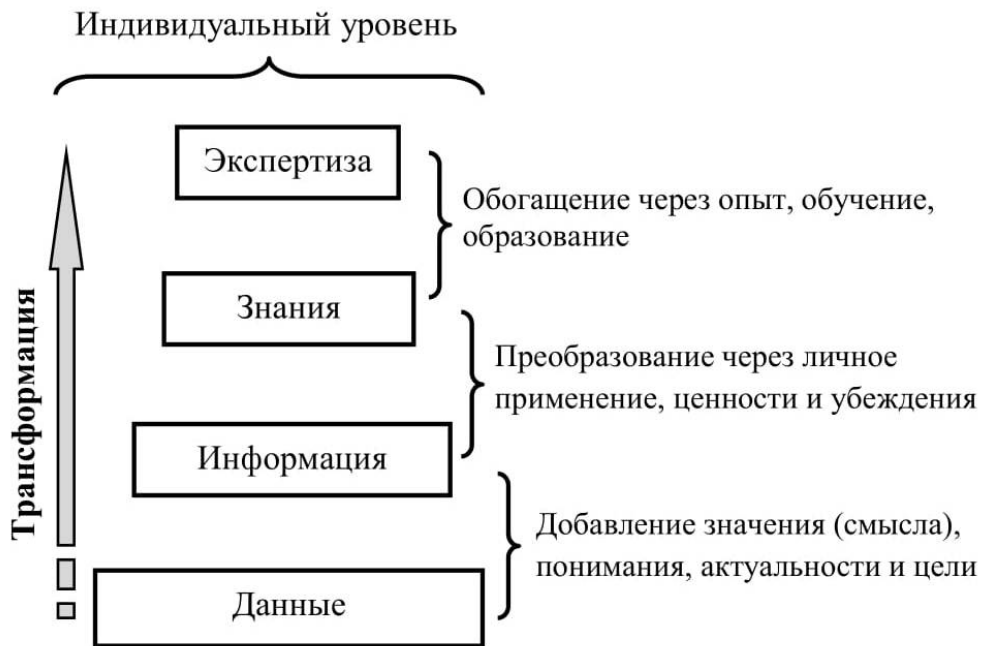 Индивидуальный уровень
Экспертиза
Обогащение через опыт, обучение,
образование
Знания
Преобразование через личное
применение, ценности и убеждения
Информация
Добавление значения (смысла),
понимания, актуальности и цели
Данные
Трансформация